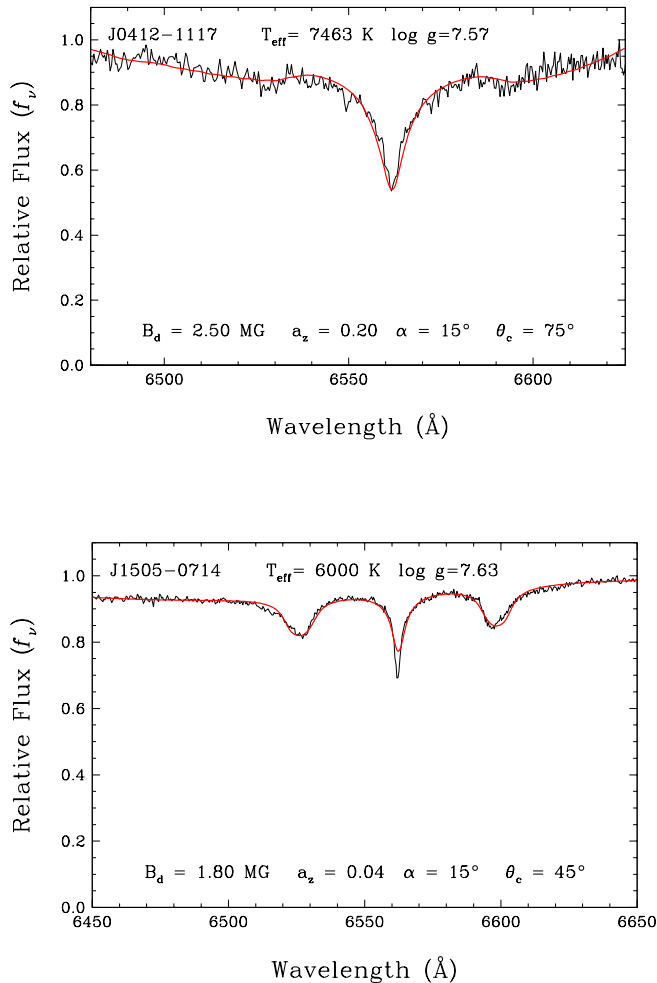 J0412-1117 T_eff= 7463 K log g=7.57
1.0
0.8
0.6
0.4
0.2
0.0
Relative Flux (f_ν)
B_d = 2.50 MG a_z = 0.20 α = 15° θ_c = 75°
6500 6550 6600
Wavelength (Å)
J1505-0714 T_eff= 6000 K log g=7.63
1.0
0.8
0.6
0.4
0.2
0.0
Relative Flux (f_ν)
B_d = 1.80 MG a_z = 0.04 α = 15° θ_c = 45°
6450 6500 6550 6600 6650
Wavelength (Å)